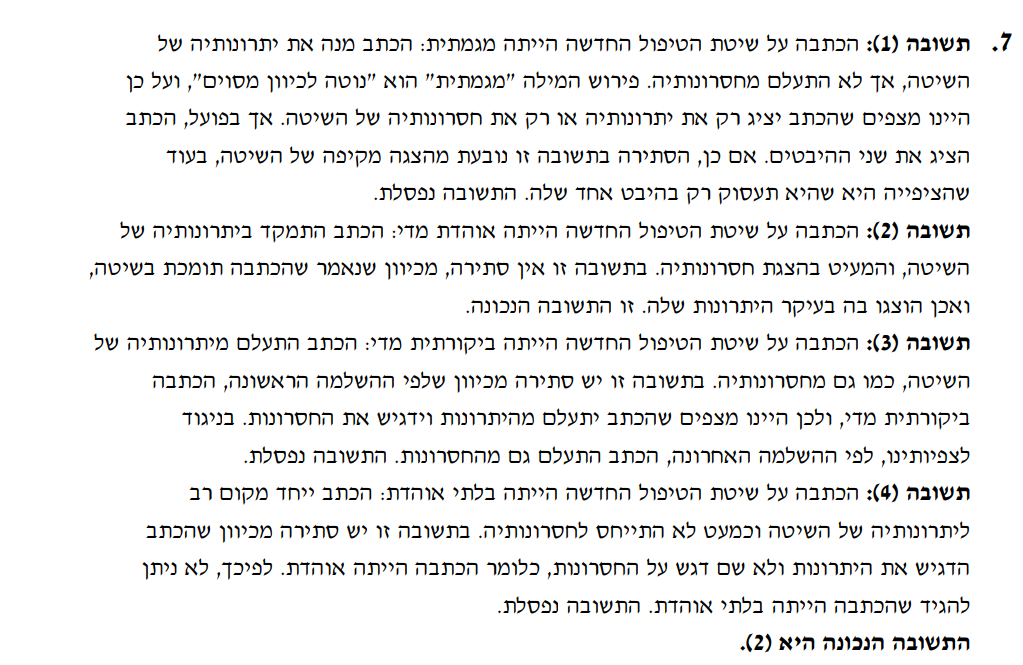 7. תשובה (1): הכתבה על שיטת הטיפול החדשה הייתה מגמתית: הכתב מנה את יתרונותיה של
השיטה, אך לא התעלם מחסרונותיה. פירוש המילה "מגמתית" הוא "נוטה לכיוון מסוים", ועל כן
היינו מצפים שהכתב יציג רק את יתרונותיה או רק את חסרונותיה של השיטה. אך בפועל, הכתב
הציג את שני ההיבטים. אם כן, הסתירה בתשובה זו נובעת מהצגה מקיפה של השיטה, בעוד
שהציפייה היא שהיא תעסוק רק בהיבט אחד שלה. התשובה נפסלת.
תשובה (2): הכתבה על שיטת הטיפול החדשה הייתה אוהדת מדי: הכתב התמקד ביתרונותיה של
השיטה, והמעיט בהצגת חסרונותיה. בתשובה זו אין סתירה, מכיוון שנאמר שהכתבה תומכת בשיטה,
ואכן הוצגו בה בעיקר היתרונות שלה. זו התשובה הנכונה.
תשובה (3): הכתבה על שיטת הטיפול החדשה הייתה ביקורתית מדי: הכתב התעלם מיתרונותיה של
השיטה, כמו גם מחסרונותיה. בתשובה זו יש סתירה מכיוון שלפי ההשלמה הראשונה, הכתבה
ביקורתית מדי, ולכן היינו מצפים שהכתב יתעלם מהיתרונות וידגיש את החסרונות. בניגוד
לצפיותינו, לפי ההשלמה האחרונה, הכתב התעלם גם מהחסרונות. התשובה נפסלת.
תשובה (4): הכתבה על שיטת הטיפול החדשה הייתה בלתי אוהדת: הכתב ייחד מקום רב
ליתרונותיה של השיטה וכמעט לא התייחס לחסרונותיה. בתשובה זו יש סתירה מכיוון שהכתב
הדגיש את היתרונות ולא שם דגש על החסרונות, כלומר הכתבה הייתה אוהדת. לפיכך, לא ניתן
להגיד שהכתבה הייתה בלתי אוהדת. התשובה נפסלת.
התשובה הנכונה היא (2).